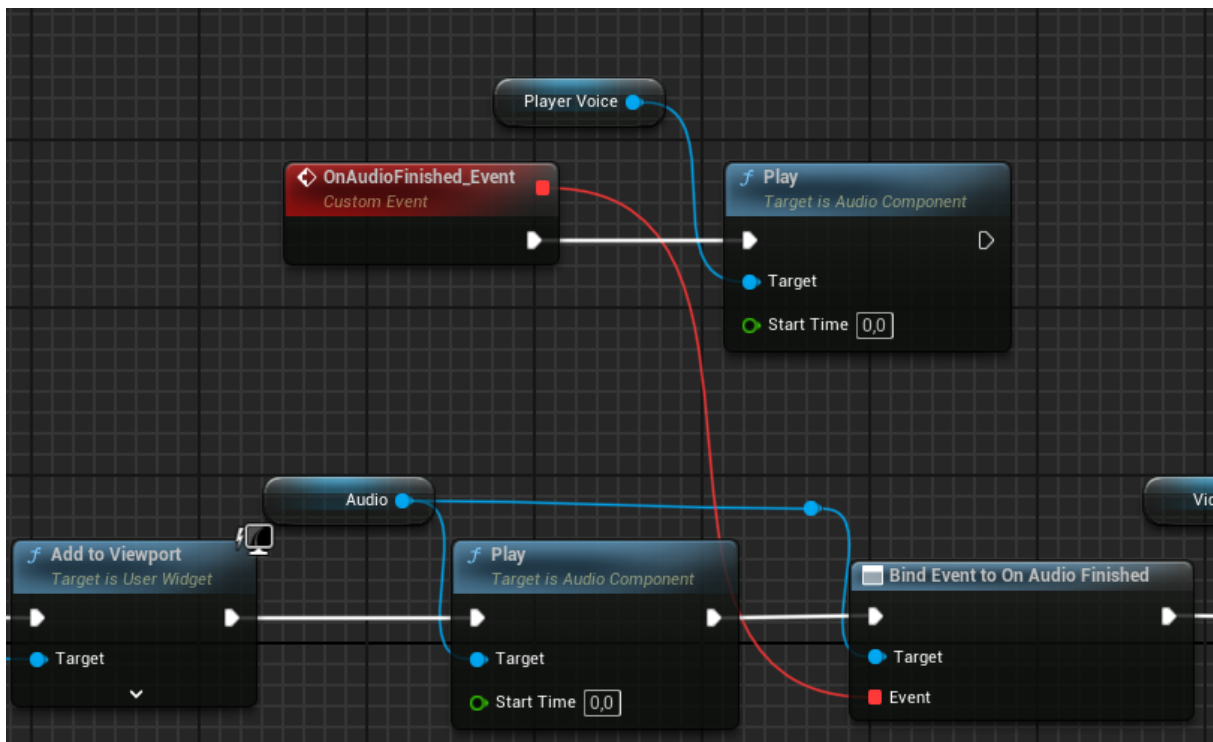 Player Voice
OnAudioFinished_Event
Custom Event
f Play
Target is Audio Component
Target
Start Time 0,0
Audio
Vic
f Add to Viewport
Target is User Widget
Target
f Play
Target is Audio Component
Target
Start Time 0,0
Bind Event to On Audio Finished
Target
Event